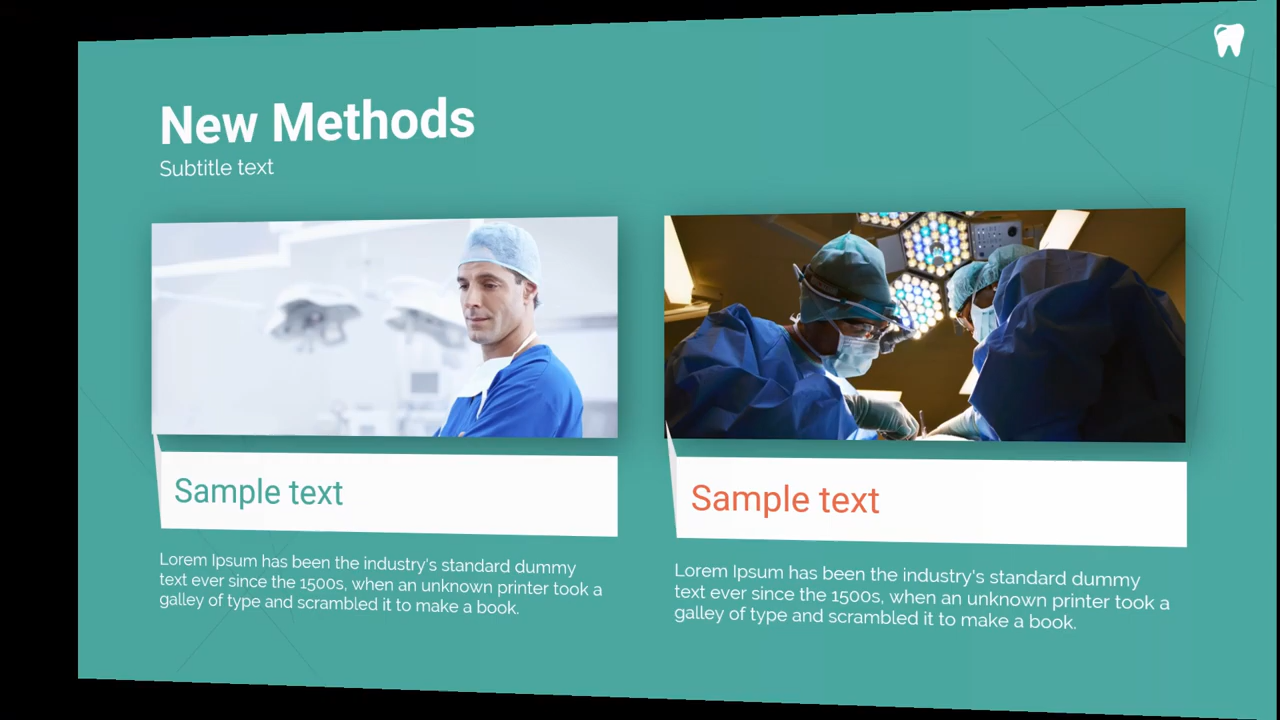 New Methods
Subtitle text
Sample text
Lorem Ipsum has been the industry's standard dummy
text ever since the 1500s, when an unknown printer took a
galley of type and scrambled it to make a book.
Sample text
Lorem Ipsum has been the industry's standard dummy
text ever since the 1500s, when an unknown printer took a
galley of type and scrambled it to make a book.